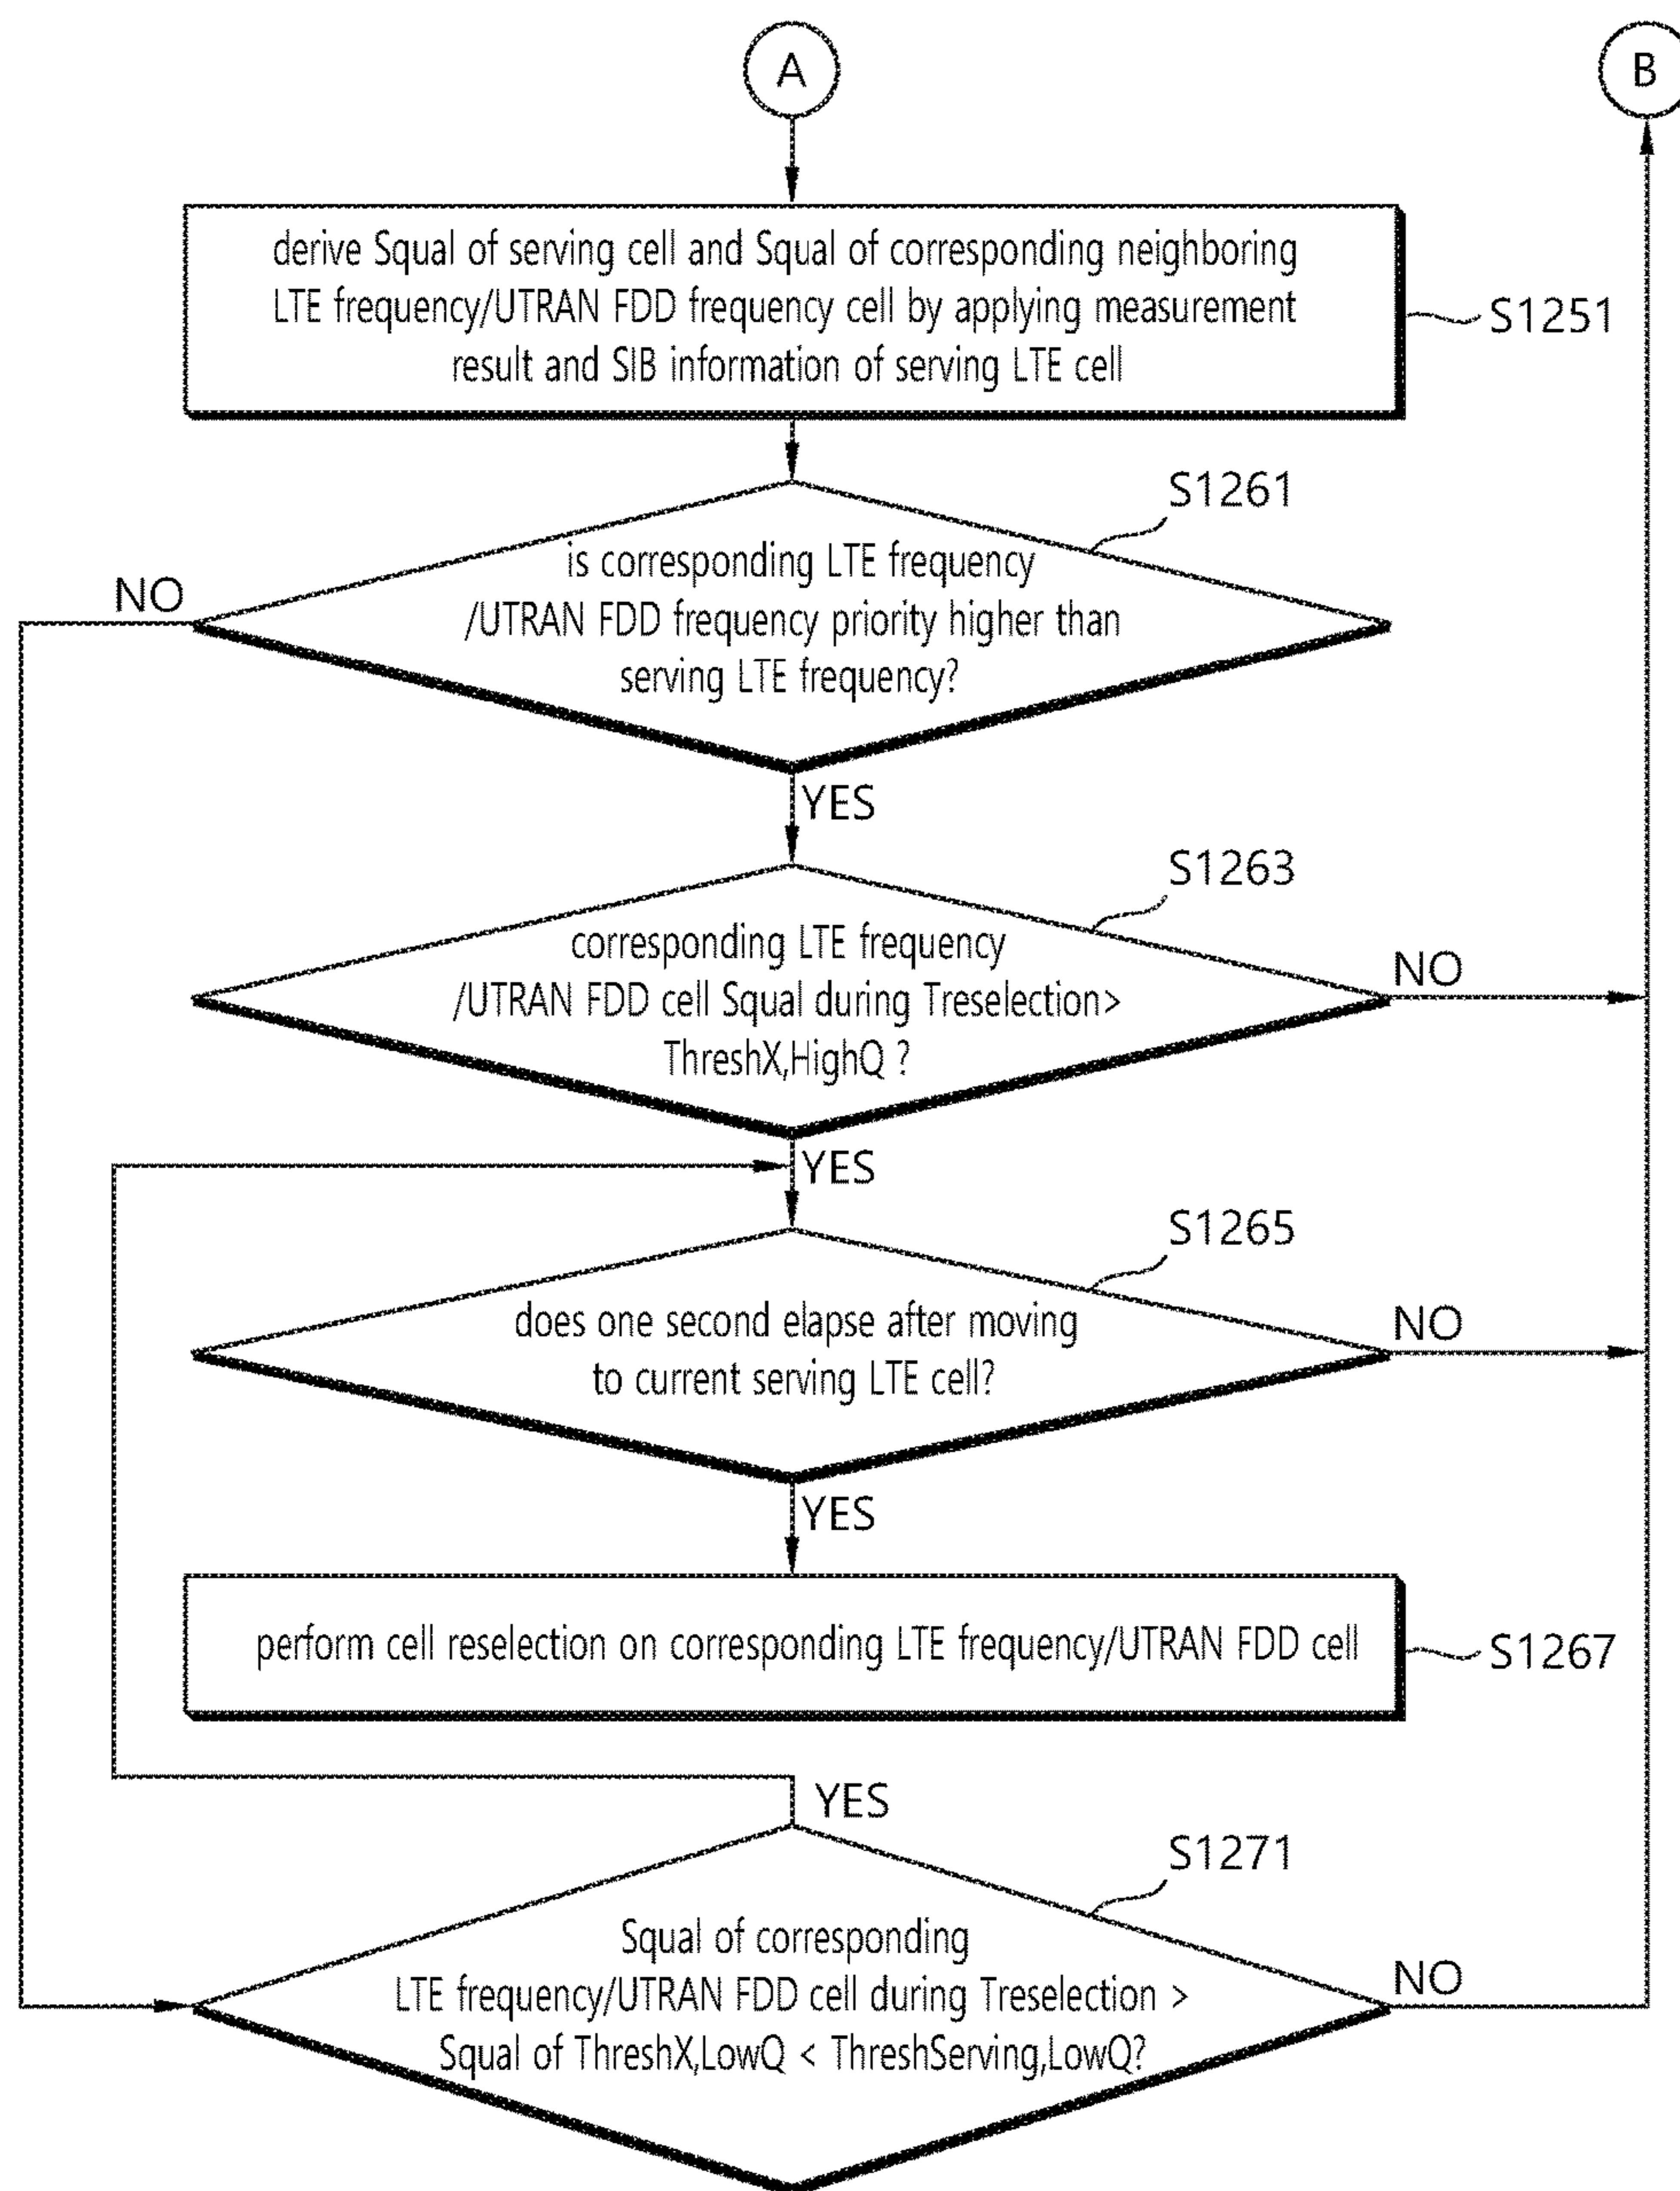 A
B
derive Squal of serving cell and Squal of corresponding neighboring
LTE frequency/UTRAN FDD frequency cell by applying measurement
result and SIB information of serving LTE cell
S1251
S1261
is corresponding LTE frequency
/UTRAN FDD frequency priority higher than
serving LTE frequency?
NO
YES
S1263
corresponding LTE frequency
/UTRAN FDD cell Squal during Treselection>
ThreshX,HighQ ?
NO
YES
S1265
does one second elapse after moving
to current serving LTE cell?
NO
YES
perform cell reselection on corresponding LTE frequency/UTRAN FDD cell
S1267
YES
S1271
Squal of corresponding
LTE frequency/UTRAN FDD cell during Treselection >
Squal of ThreshX,LowQ < ThreshServing,LowQ?
NO